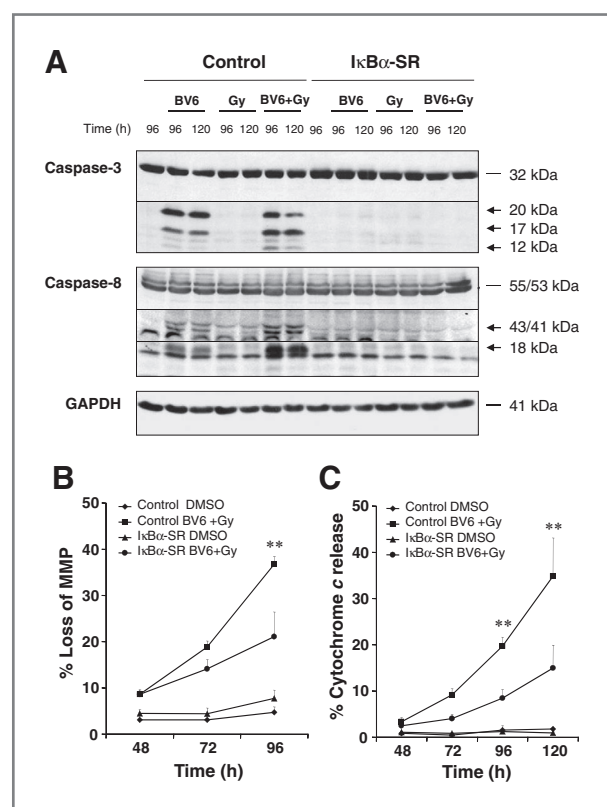 A
Control IκBα-SR
BV6 Gy BV6+Gy BV6 Gy BV6+Gy
Time (h) 96 96 120 96 120 96 120 96 96 120 96 120 96 120
Caspase-3
32 kDa
20 kDa
17 kDa
12 kDa
Caspase-8
55/53 kDa
43/41 kDa
18 kDa
GAPDH
41 kDa
B
50
40
30
20
10
0
% Loss of MMP
Control DMSO
Control BV6 +Gy
IκBα-SR DMSO
IκBα-SR BV6+Gy
**
48 72 96
Time (h)
C
50
40
30
20
10
0
% Cytochrome c release
Control DMSO
Control BV6 +Gy
IκBα-SR DMSO
IκBα-SR BV6+Gy
**
**
48 72 96 120
Time (h)